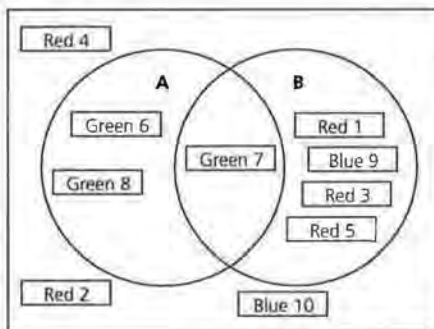 Red 4
A
B
Green 6
Red 1
Green 7
Blue 9
Green 8
Red 3
Red 5
Red 2
Blue 10